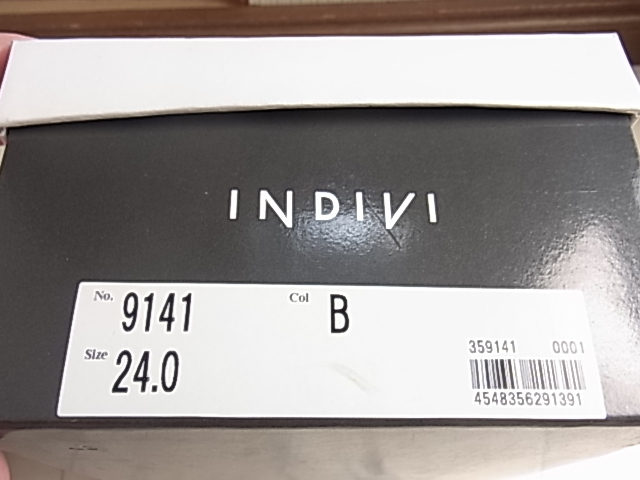 INDIVI
No. 9141 Col B
Size 24.0
359141 0001
4548356291391